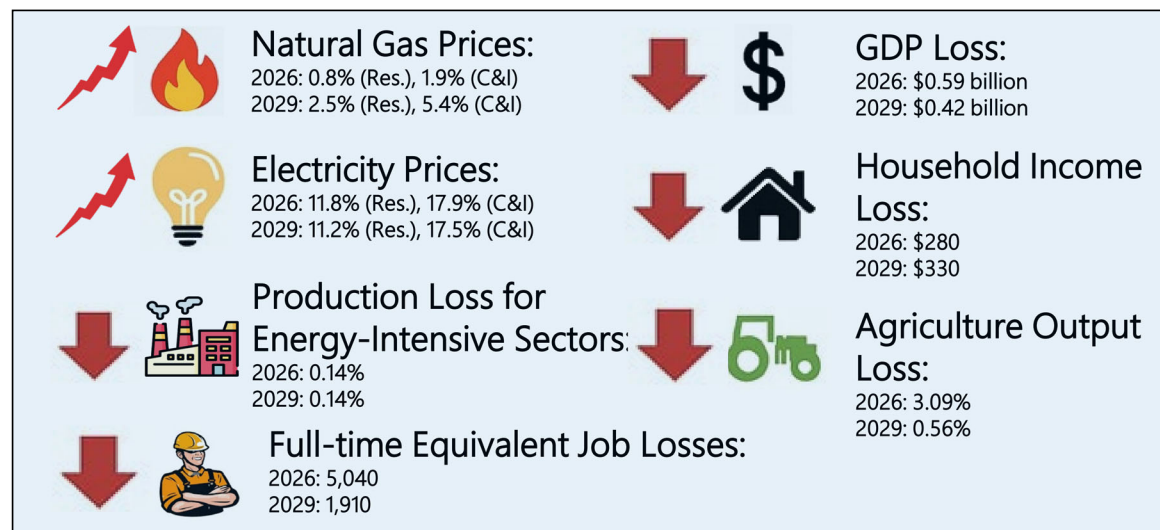 Natural Gas Prices:
2026: 0.8% (Res.), 1.9% (C&I)
2029: 2.5% (Res.), 5.4% (C&I)
Electricity Prices:
2026: 11.8% (Res.), 17.9% (C&I)
2029: 11.2% (Res.), 17.5% (C&I)
Production Loss for
Energy-Intensive Sectors:
2026: 0.14%
2029: 0.14%
Full-time Equivalent Job Losses:
2026: 5,040
2029: 1,910
$
GDP Loss:
2026: $0.59 billion
2029: $0.42 billion
Household Income
Loss:
2026: $280
2029: $330
Agriculture Output
Loss:
2026: 3.09%
2029: 0.56%